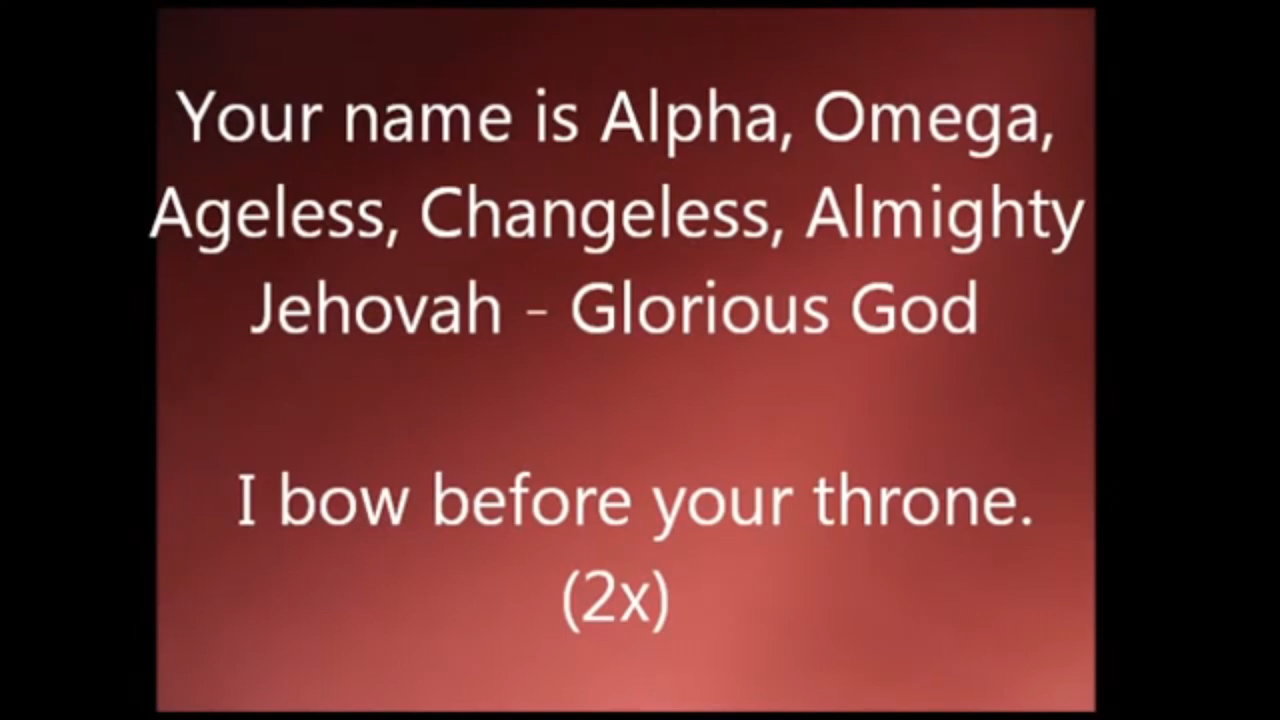 Your name is Alpha, Omega,
Ageless, Changeless, Almighty
Jehovah - Glorious God
I bow before your throne.
(2x)